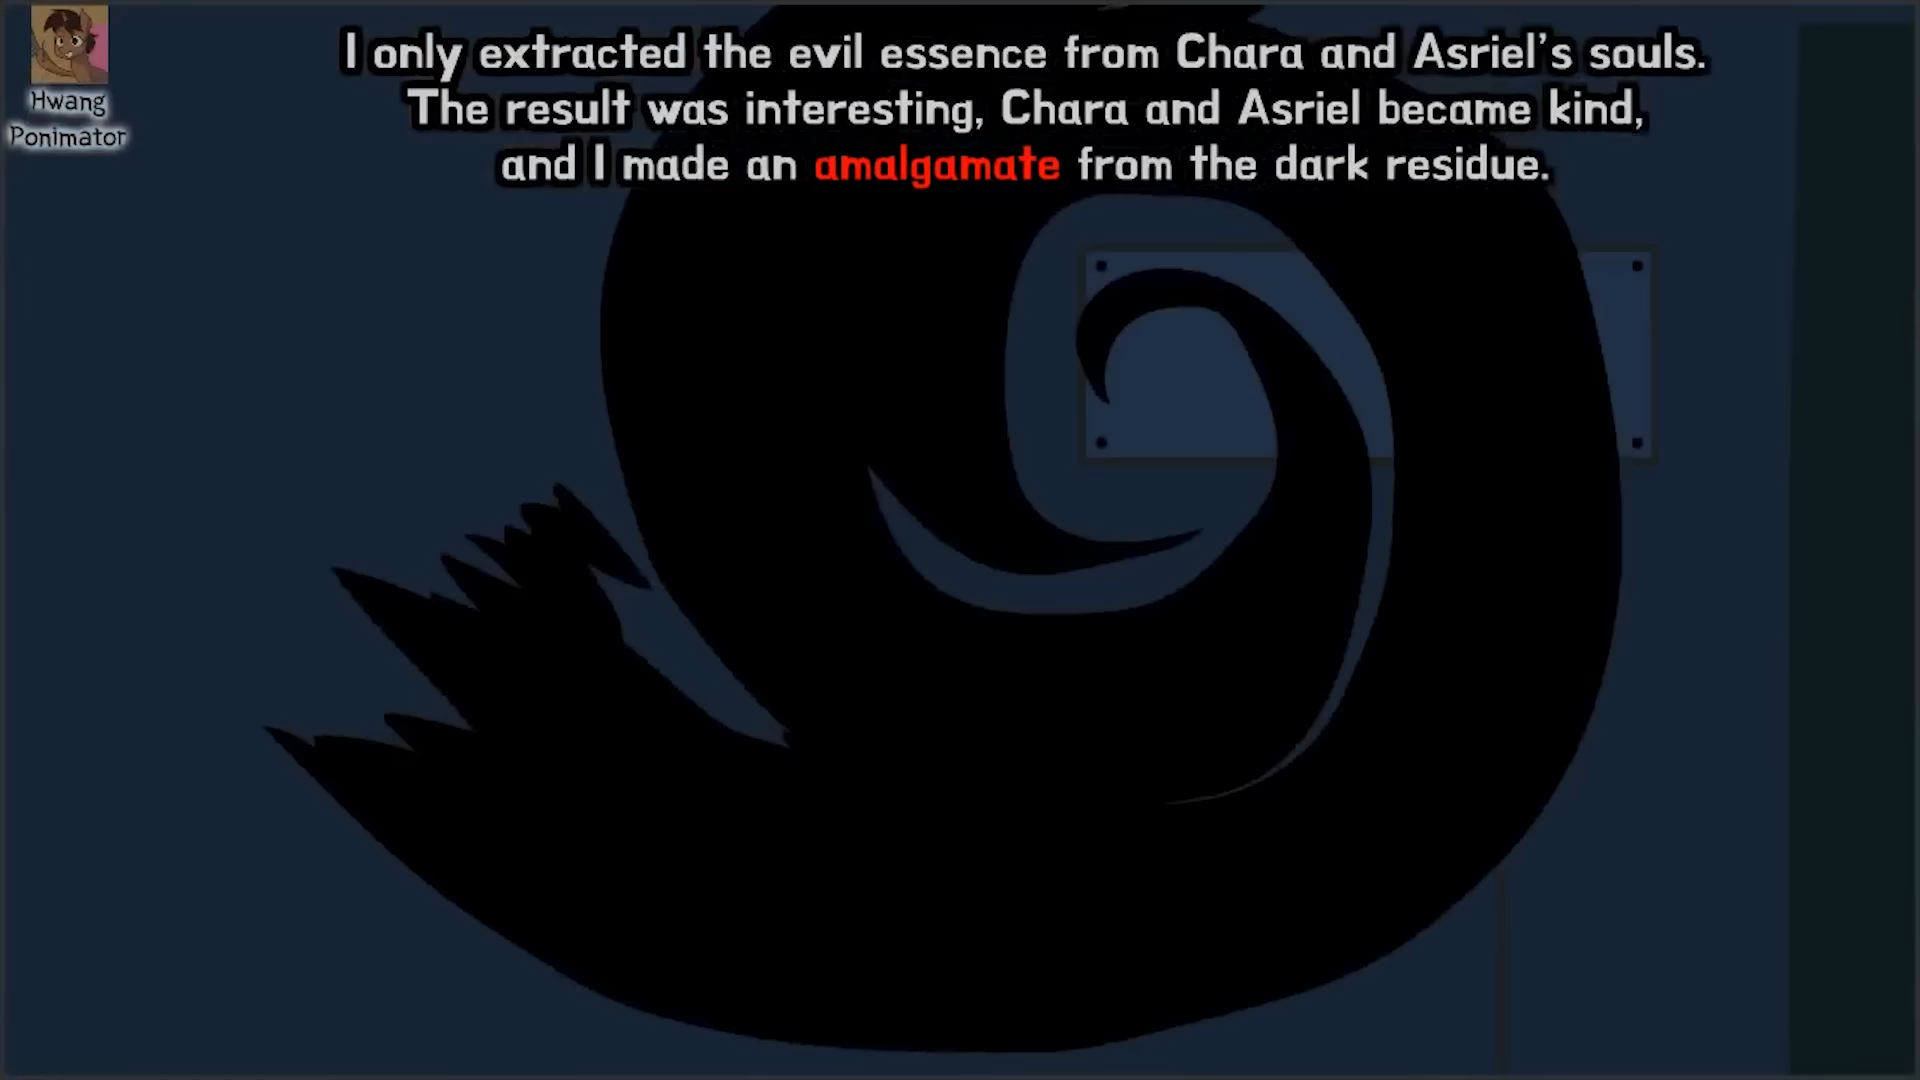 I only extracted the evil essence from Chara and Asriel's souls.
The result was interesting, Chara and Asriel became kind,
and I made an amalgamate from the dark residue.
Hwang
Ponimator